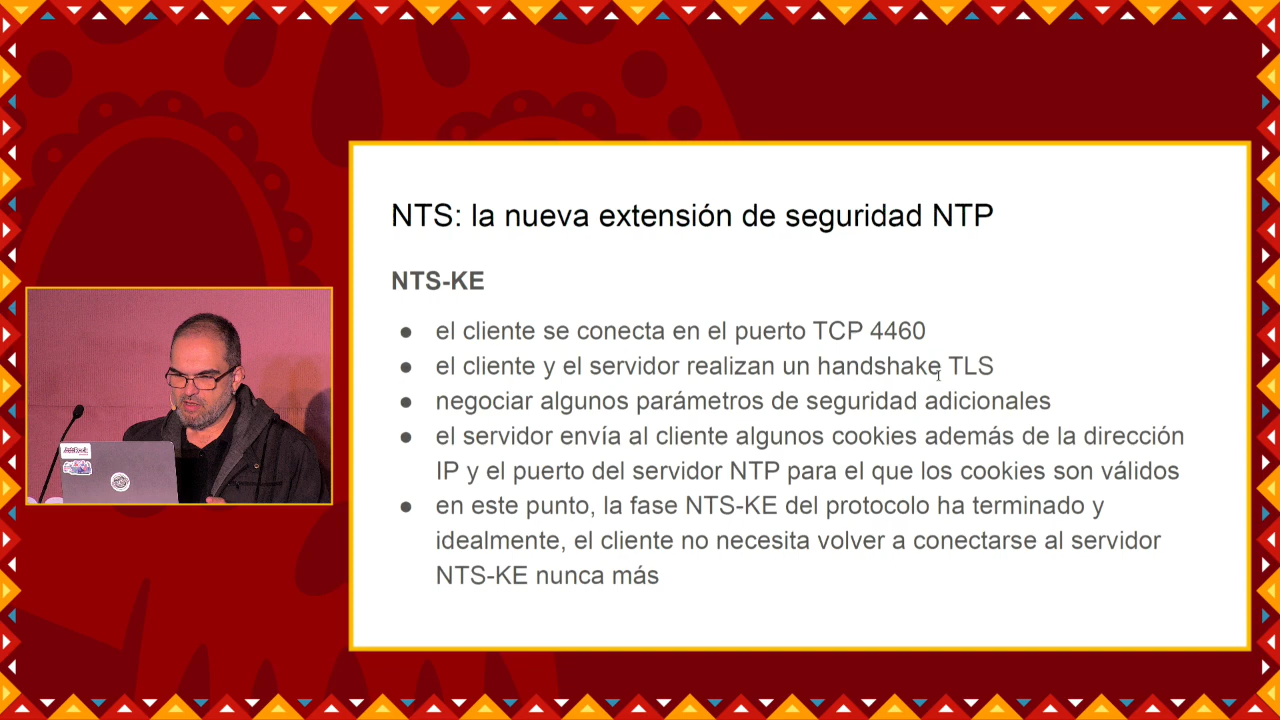 NTS: la nueva extensión de seguridad NTP
NTS-KE
● el cliente se conecta en el puerto TCP 4460
● el cliente y el servidor realizan un handshake TLS
● negociar algunos parámetros de seguridad adicionales
● el servidor envía al cliente algunos cookies además de la dirección
IP y el puerto del servidor NTP para el que los cookies son válidos
● en este punto, la fase NTS-KE del protocolo ha terminado y
idealmente, el cliente no necesita volver a conectarse al servidor
NTS-KE nunca más